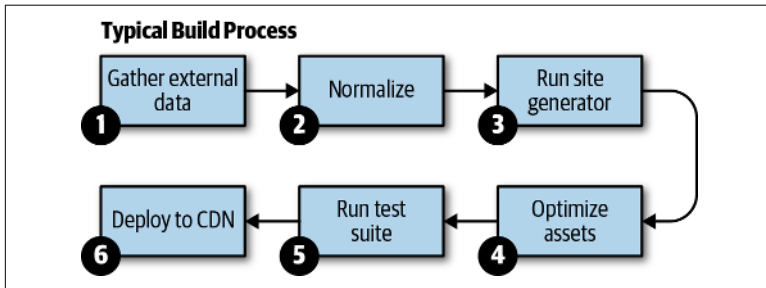 Typical Build Process
Gather external
data
1
Normalize
2
Run site
generator
3
Optimize
assets
4
Run test
suite
5
Deploy to CDN
6